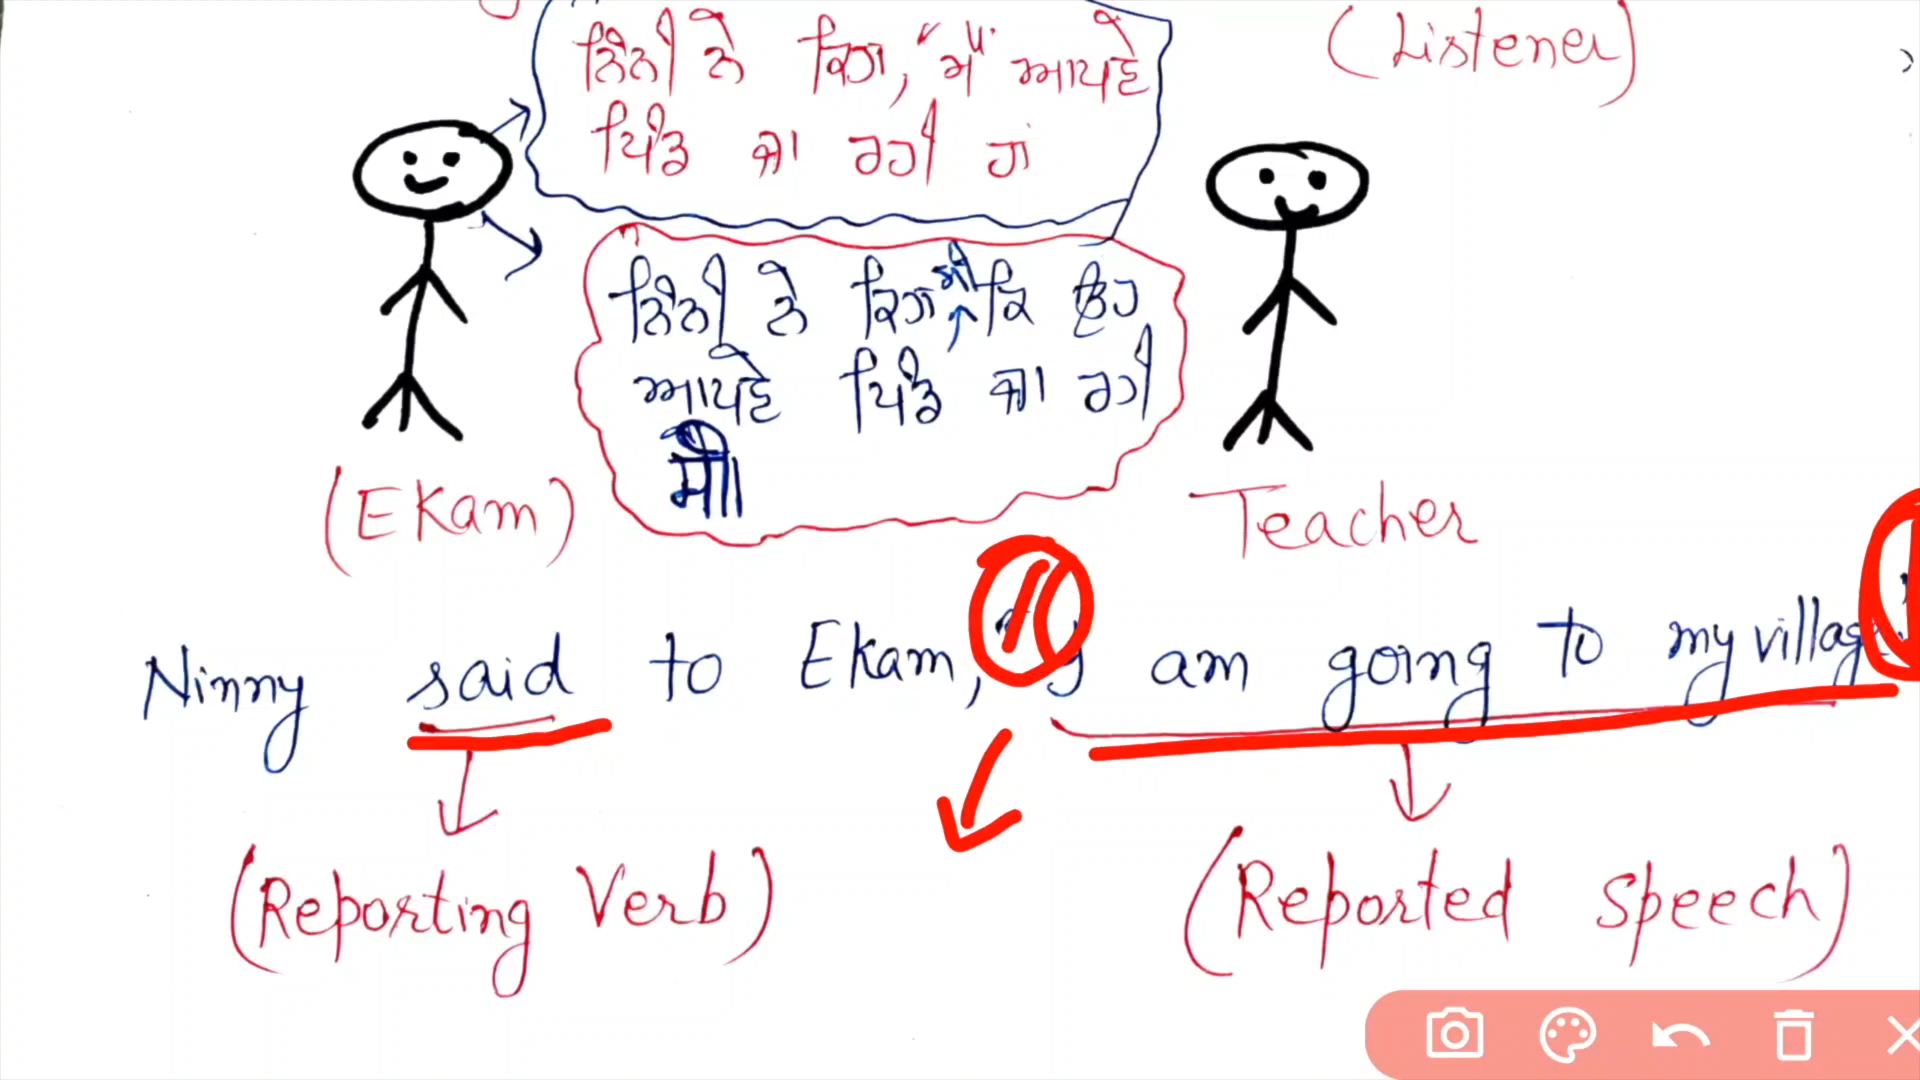 ਨਿੰਨੀ ਨੇ ਕਿਹਾ, "ਮੈਂ ਆਪਣੇ
ਪਿੰਡ ਜਾ ਰਹੀ ਹਾਂ
(Listener)
ਨਿੰਨੀ ਨੇ ਕਿਹਾ ਸੀ ਕਿ ਉਹ
ਆਪਣੇ ਪਿੰਡ ਜਾ ਰਹੀ
ਸੀ।
(Ekam)
Teacher
Ninny said to Ekam, "I am going to my village."
(Reporting Verb)
(Reported Speech)